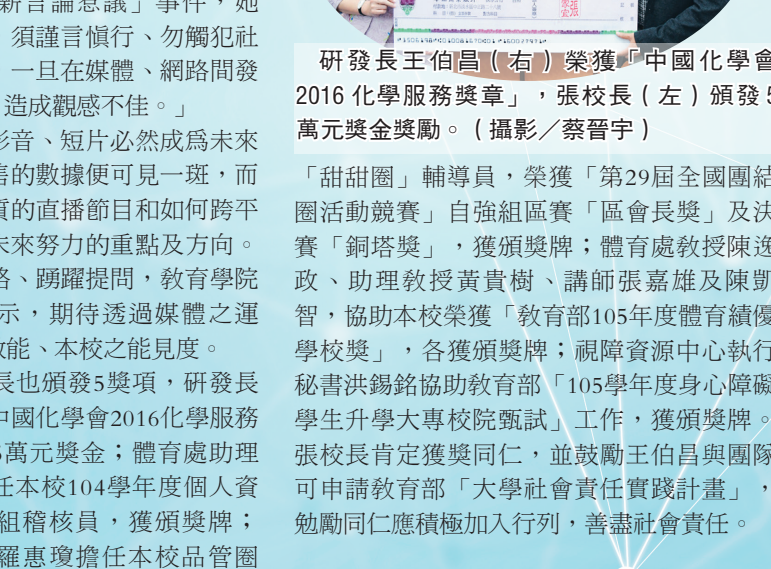 新言論惹議」事件，她
須謹言慎行、勿觸犯社
一旦在媒體、網路間發
造成觀感不佳。」
影音、短片必然成為未來
善的數據便可見一斑，而
質的直播節目和如何跨平
未來努力的重點及方向。
踴躍提問，教育學院
示，期待透過媒體之運
效能、本校之能見度。
長也頒發5獎項，研發長
中國化學會2016化學服務
萬元獎金；體育處助理
任本校104學年度個人資
組稽核員，獲頒獎牌；
羅惠瓊擔任本校品管圈
研發長王伯昌（右）榮獲「中國化學會
2016 化學服務獎章」，張校長（左）頒發 5
萬元獎金獎勵。（攝影／蔡晉宇）
「甜甜圈」輔導員，榮獲「第29屆全國團結
圈活動競賽」自強組區賽「區會長獎」及決
賽「銅塔獎」，獲頒獎牌；體育處教授陳逸
政、助理教授黃貴樹、講師張嘉雄及陳凱
智，協助本校榮獲「教育部105年度體育績優
學校獎」，各獲頒獎牌；視障資源中心執行
秘書洪錫銘協助教育部「105學年度身心障礙
學生升學大專校院甄試」工作，獲頒獎牌。
張校長肯定獲獎同仁，並鼓勵王伯昌與團隊
可申請教育部「大學社會責任實踐計畫」，
勉勵同仁應積極加入行列，善盡社會責任。